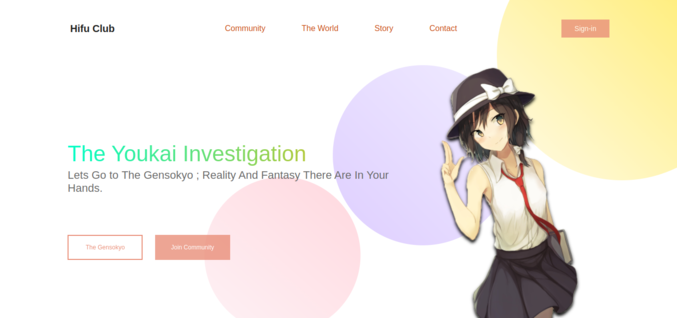 Hifu Club
Community
The World
Story
Contact
Sign-in
The Youkai Investigation
Lets Go to The Gensokyo ; Reality And Fantasy There Are In Your
Hands.
The Gensokyo
Join Community